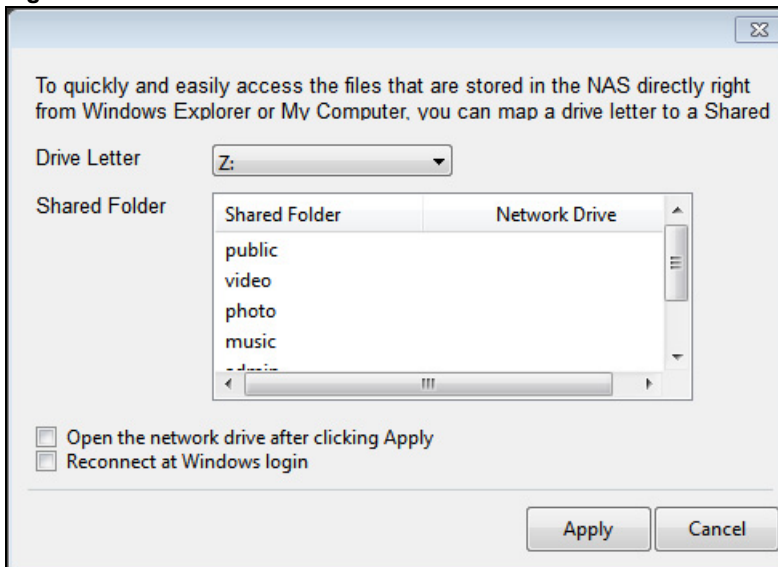 To quickly and easily access the files that are stored in the NAS directly right
from Windows Explorer or My Computer, you can map a drive letter to a Shared
Drive Letter
Z:
Shared Folder
Shared Folder Network Drive
public
video
photo
music
admin
Open the network drive after clicking Apply
Reconnect at Windows login
Apply Cancel